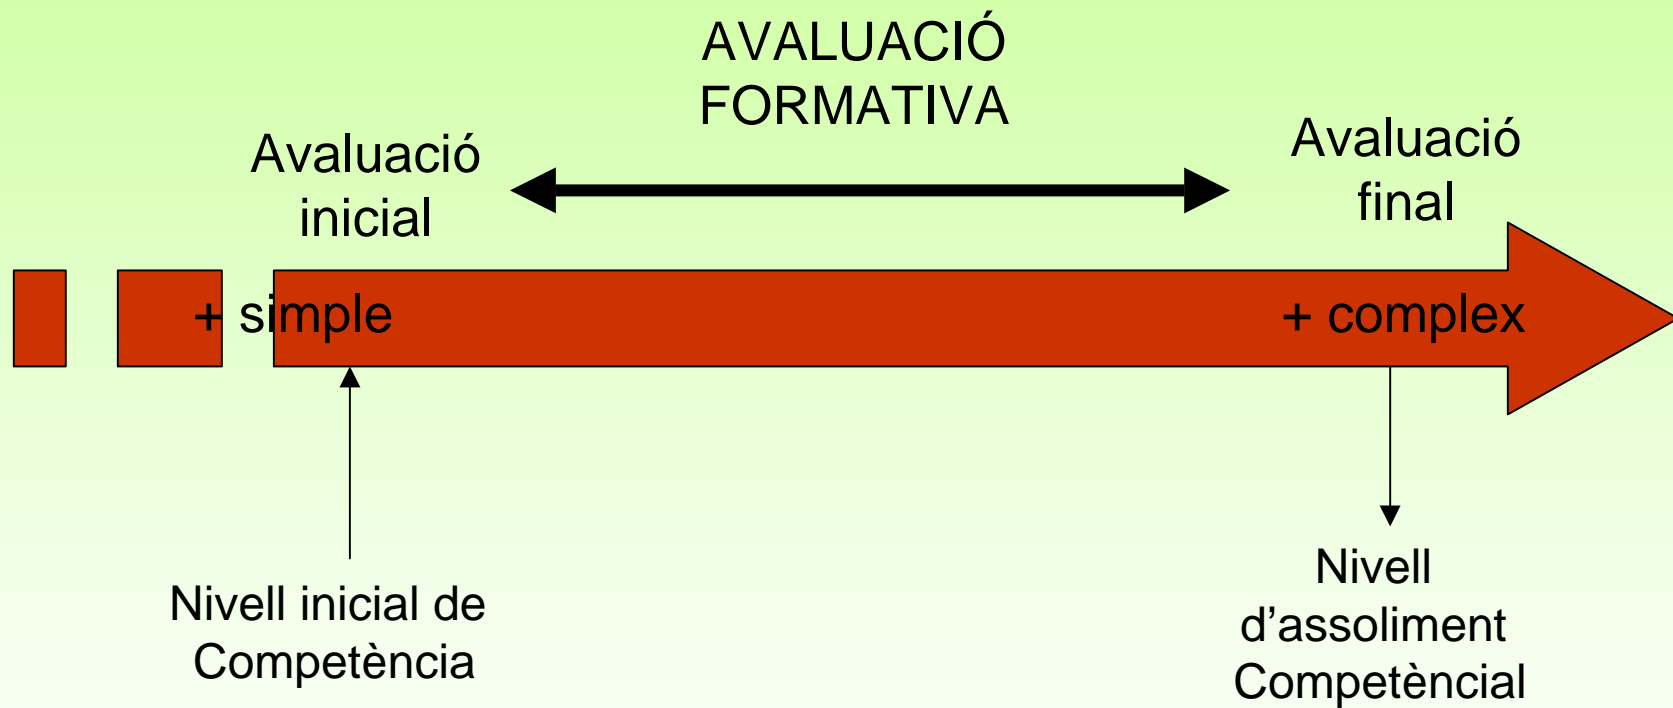 AVALUACIÓ
FORMATIVA
Avaluació
inicial
Avaluació
final
+ simple
+ complex
Nivell inicial de
Competència
Nivell
d’assoliment
Competèncial